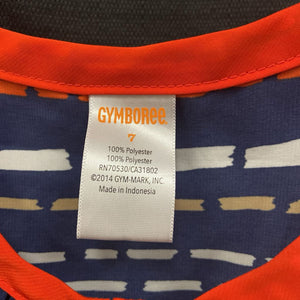 GYMBOREE
7
100% Polyester
100% Polyester
RN70530/CA31802
©2014 GYM-MARK, INC.
Made in Indonesia